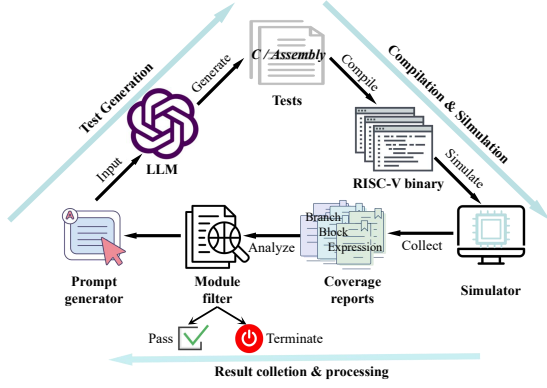 Test Generation
Compilation & Silmulation
C / Assembly
Tests
Generate
Compile
LLM
RISC-V binary
Input
Simulate
A
Branch
Block
Expression
Analyze
Collect
Prompt
generator
Module
filter
Coverage
reports
Simulator
Pass
Terminate
Result colletion & processing